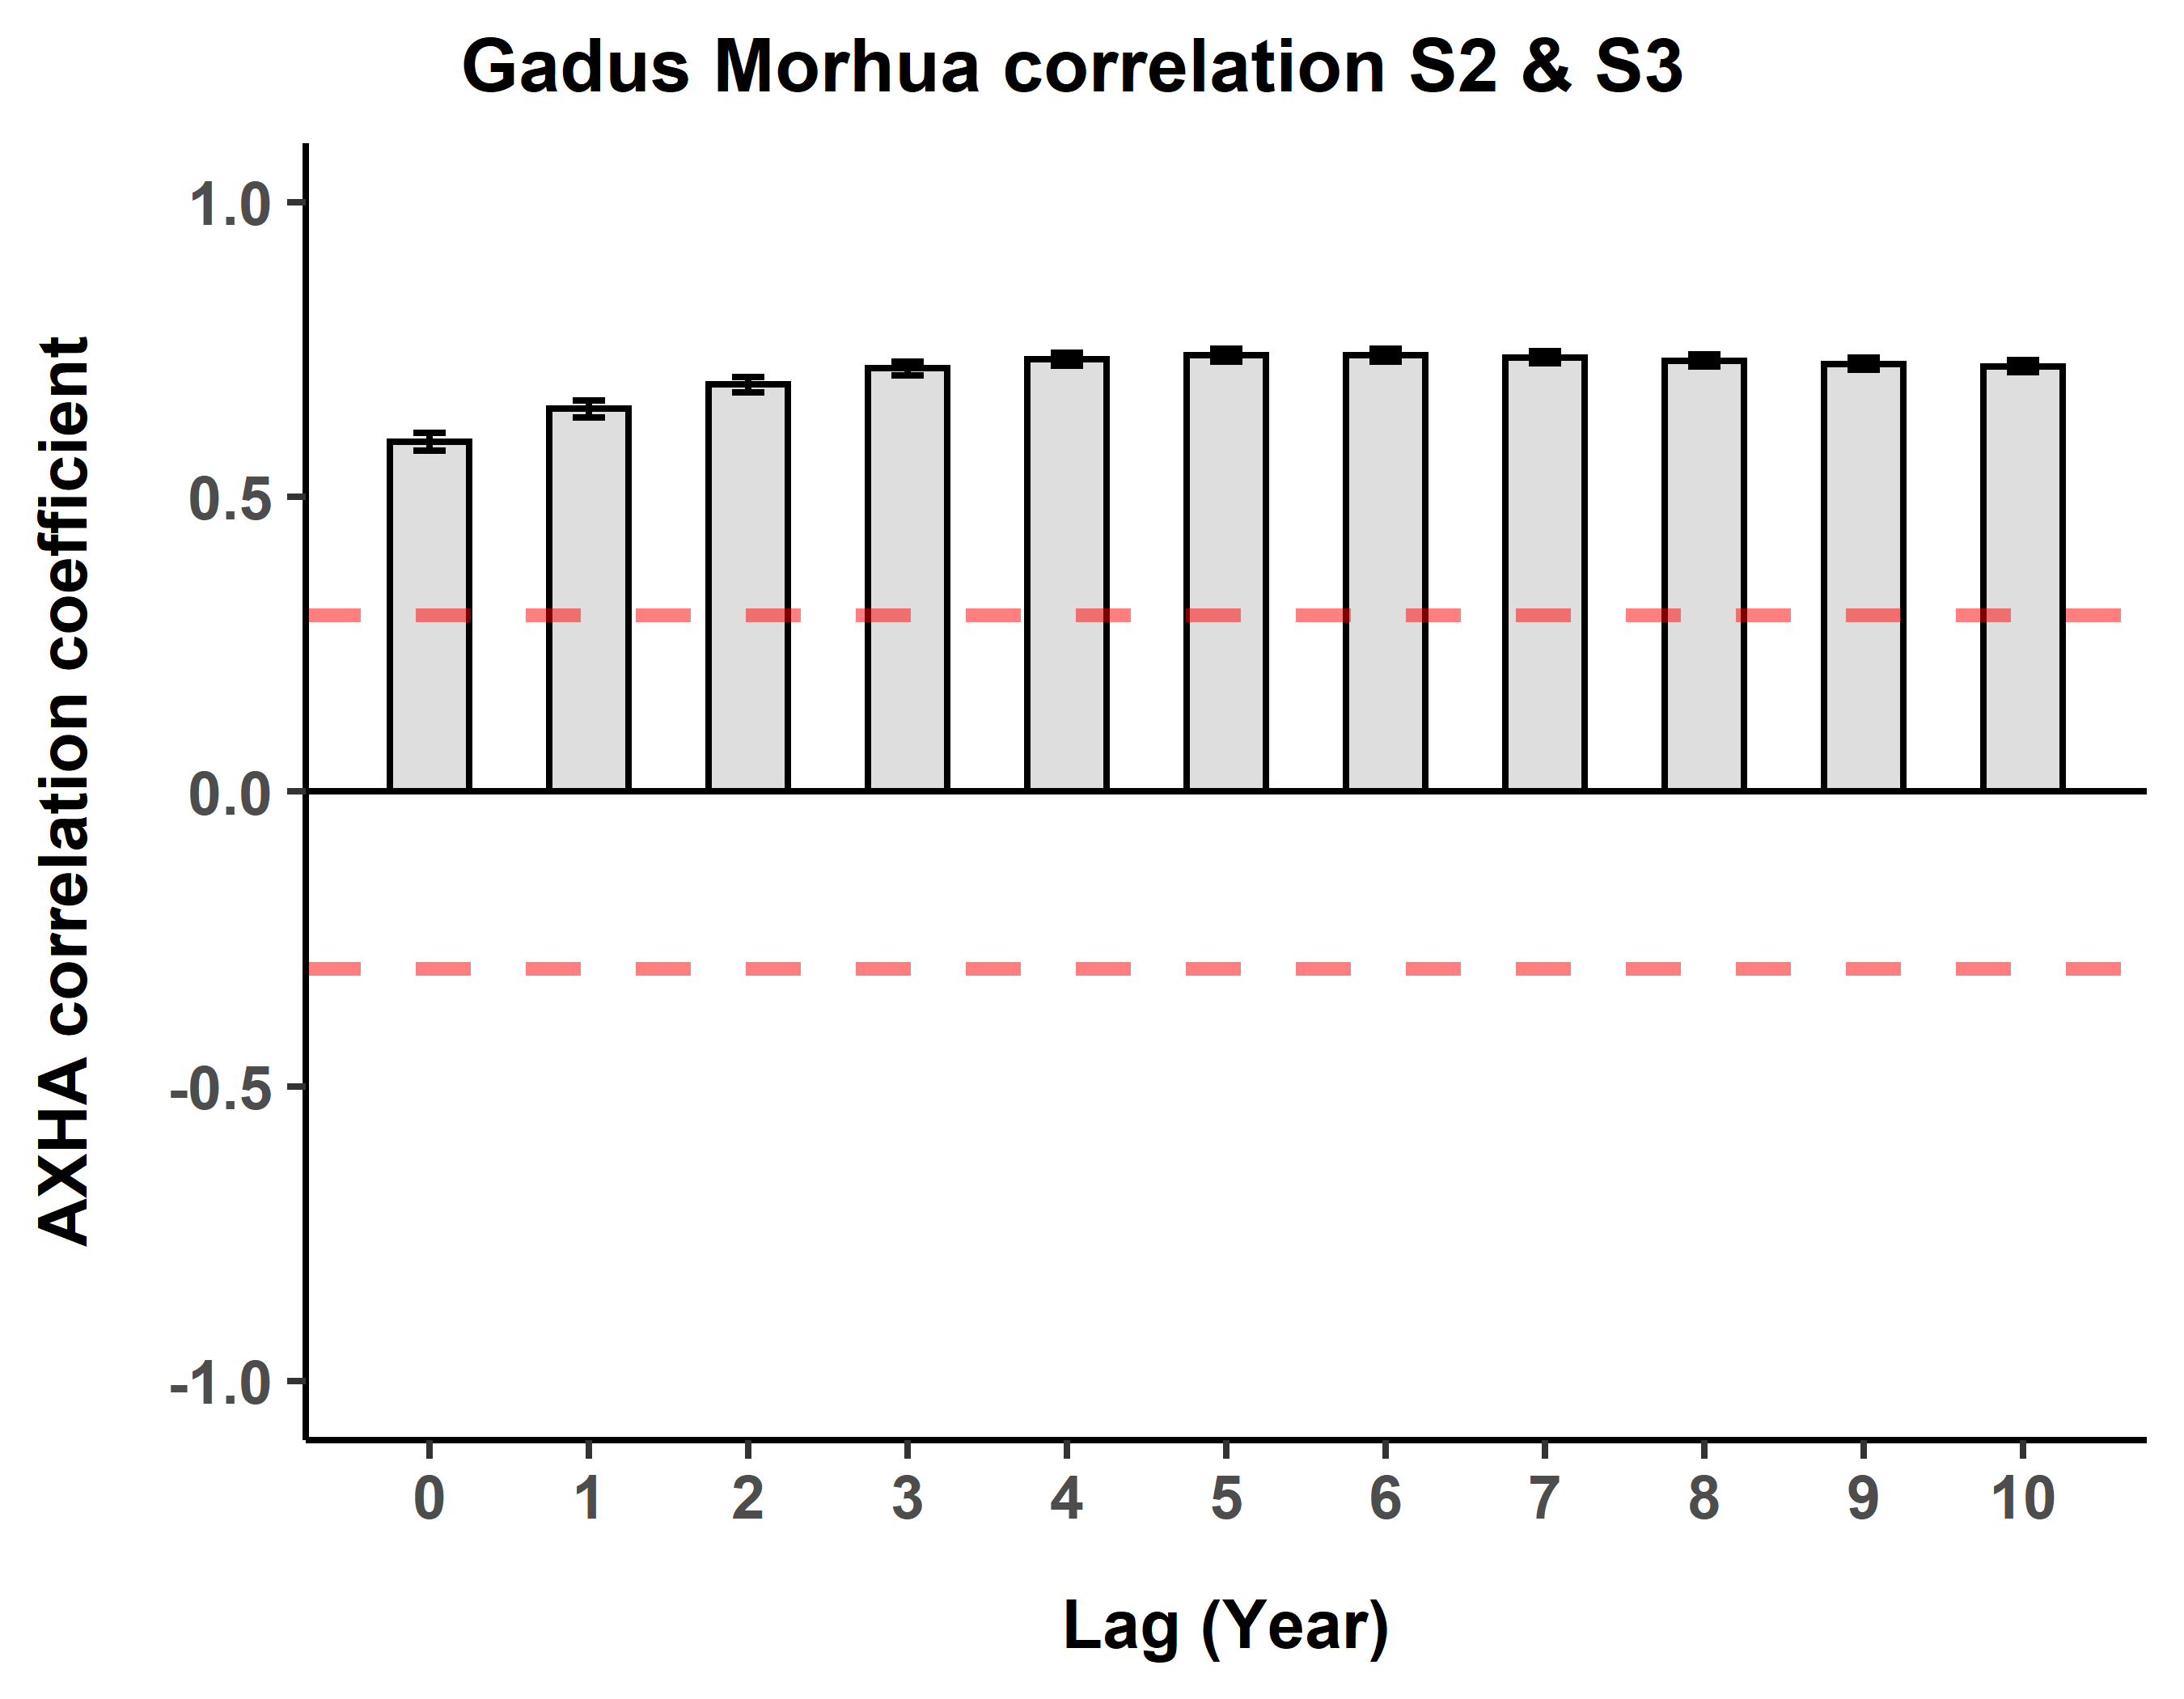 Gadus Morhua correlation S2 & S3
AXHA correlation coefficient
1.0
0.5
0.0
-0.5
-1.0
0 1 2 3 4 5 6 7 8 9 10
Lag (Year)